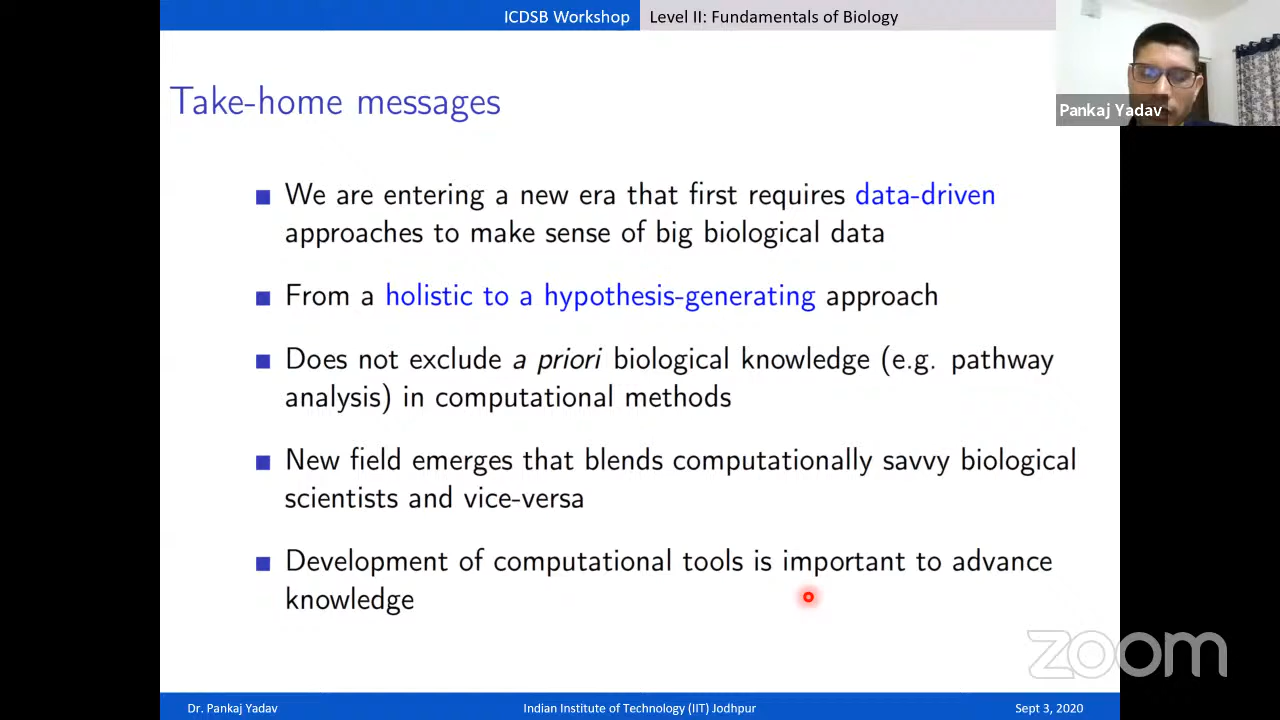 ICDSB Workshop Level II: Fundamentals of Biology
Pankaj Yadav
Take-home messages
We are entering a new era that first requires data-driven
approaches to make sense of big biological data
From a holistic to a hypothesis-generating approach
Does not exclude a priori biological knowledge (e.g. pathway
analysis) in computational methods
New field emerges that blends computationally savvy biological
scientists and vice-versa
Development of computational tools is important to advance
knowledge
zoom
Dr. Pankaj Yadav Indian Institute of Technology (IIT) Jodhpur Sept 3, 2020